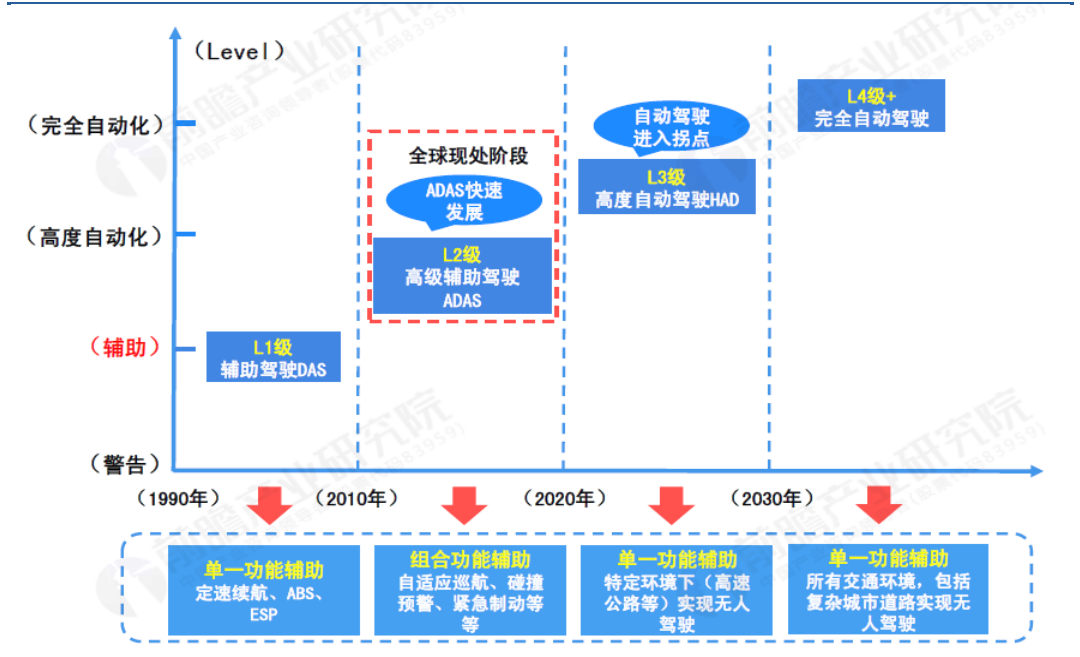 （Level）
（完全自动化）
（高度自动化）
（辅助）
（警告）
L1级
辅助驾驶DAS
全球现处阶段
ADAS快速
发展
L2级
高级辅助驾驶
ADAS
自动驾驶
进入拐点
L3级
高度自动驾驶HAD
L4级+
完全自动驾驶
（1990年）
（2010年）
（2020年）
（2030年）
单一功能辅助
定速续航、ABS、
ESP
组合功能辅助
自适应巡航、碰撞
预警、紧急制动等
等
单一功能辅助
特定环境下（高速
公路等）实现无人
驾驶
单一功能辅助
所有交通环境，包括
复杂城市道路实现无
人驾驶
前瞻产业研究院